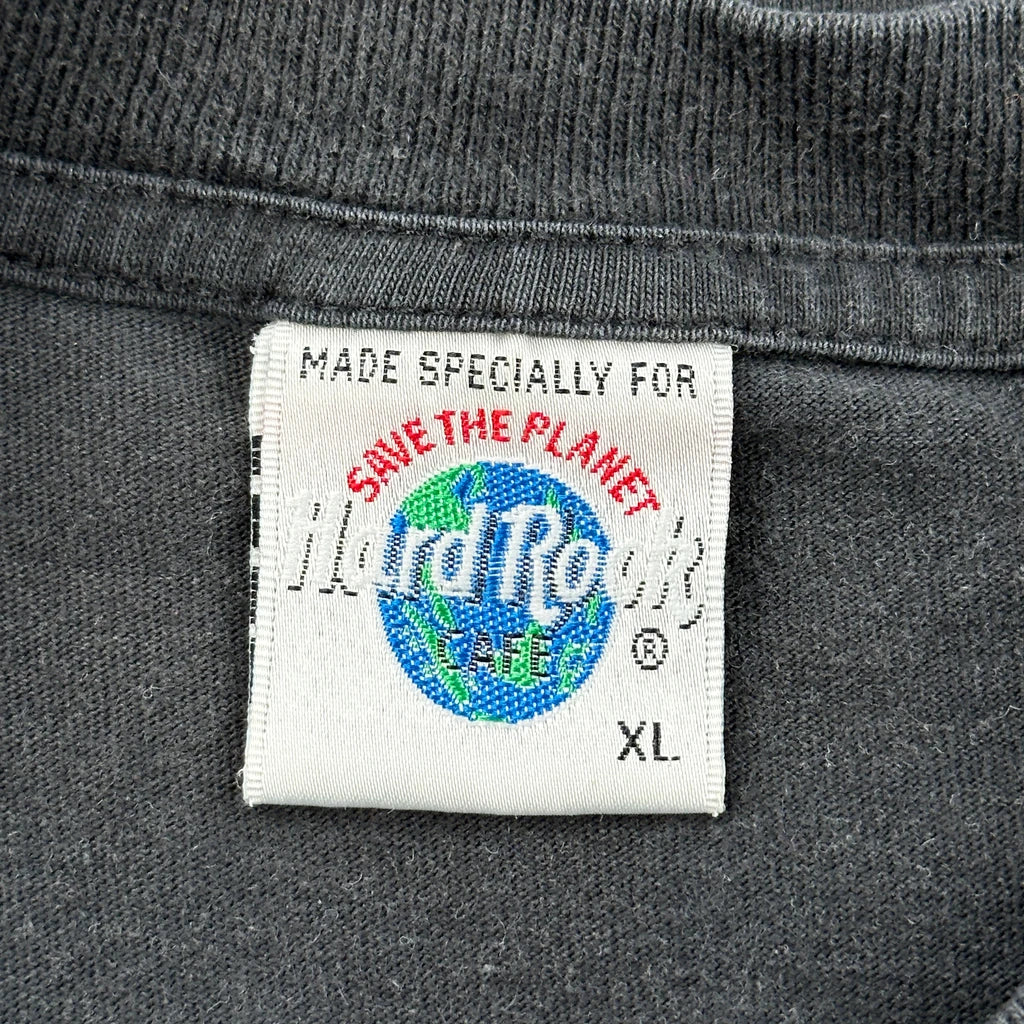 MADE SPECIALLY FOR
SAVE THE PLANET
Hard Rock
CAFE
®
XL